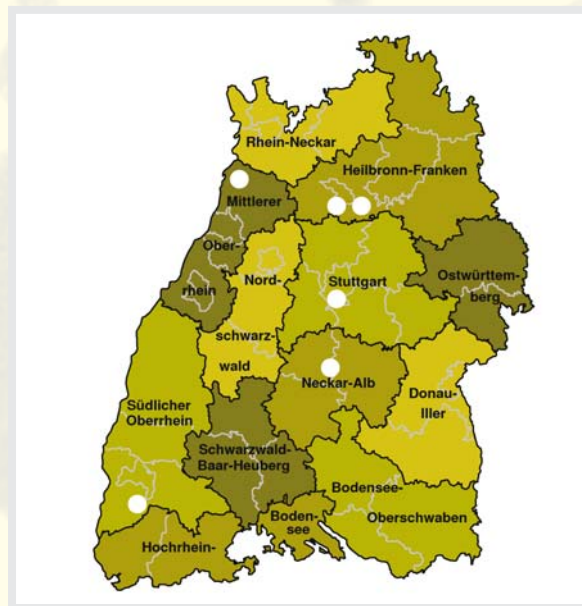 Rhein-Neckar
Heilbronn-Franken
Mittlerer
Ober-
rhein
Nord-
schwarz-
wald
Stuttgart
Ostwürttem-
berg
Neckar-Alb
Donau-
Iller
Südlicher
Oberrhein
Schwarzwald-
Baar-Heuberg
Bodensee-
Oberschwaben
Hochrhein-
Boden-
see